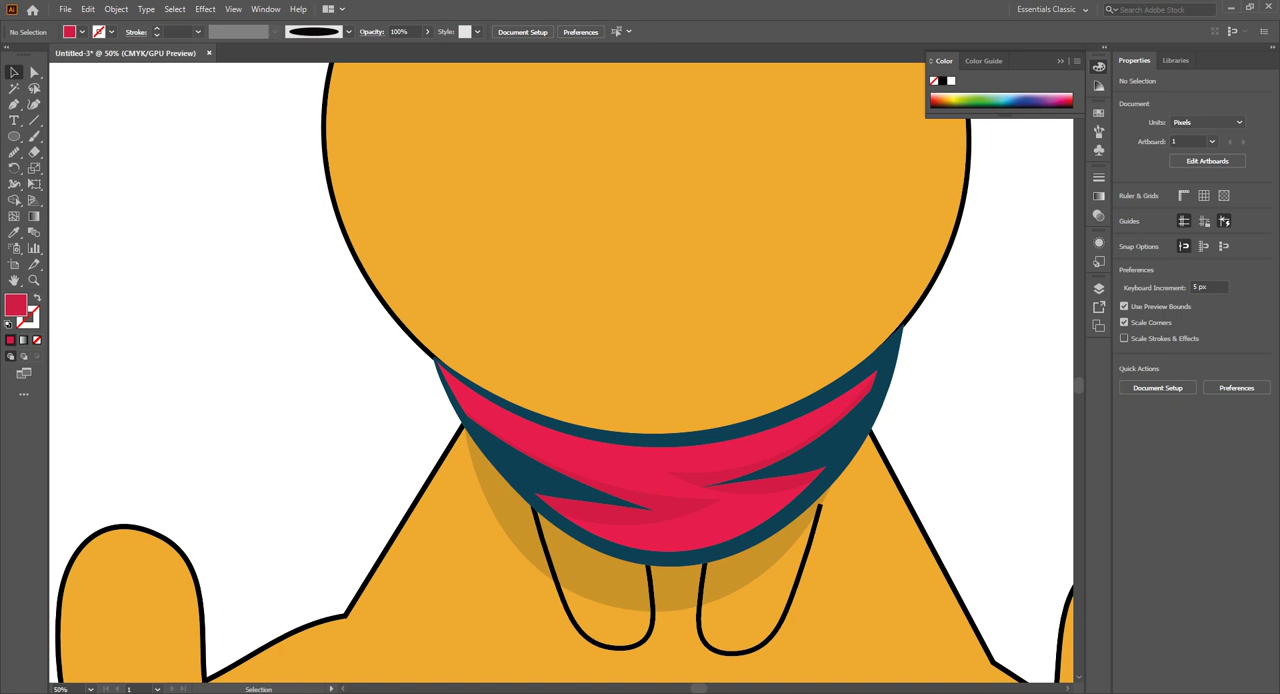 Ai File Edit Object Type Select Effect View Window Help Essentials Classic Search Adobe Stock
No Selection Stroke: Opacity: 100% Style: Document Setup Preferences
Untitled-3* @ 50% (CMYK/GPU Preview) ×
Color Color Guide
Properties Libraries
No Selection
Document
Units: Pixels
Artboard: 1
Edit Artboards
Ruler & Grids
Guides
Snap Options
Preferences
Keyboard Increment: 5 px
Use Preview Bounds
Scale Corners
Scale Strokes & Effects
Quick Actions
Document Setup Preferences
50% 1 Selection